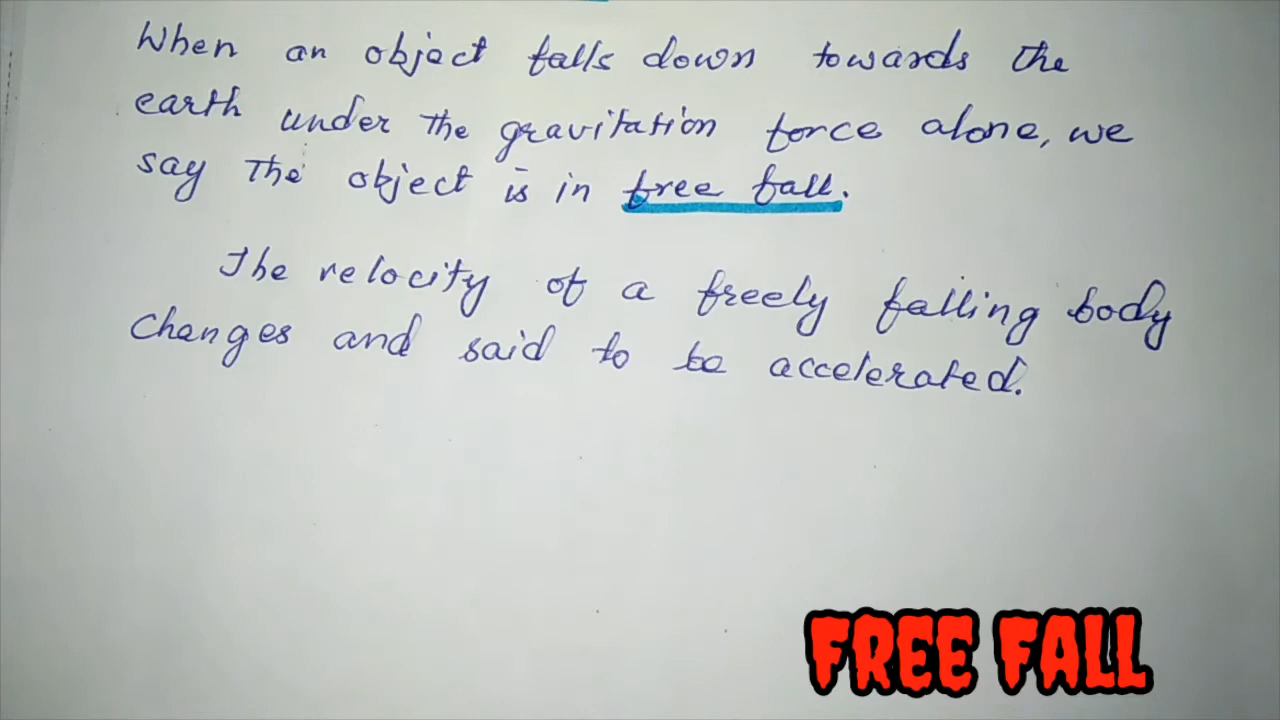 When an object falls down towards the
earth under the gravitation force alone, we
say the object is in free fall.
The velocity of a freely falling body
changes and said to be accelerated.
FREE FALL